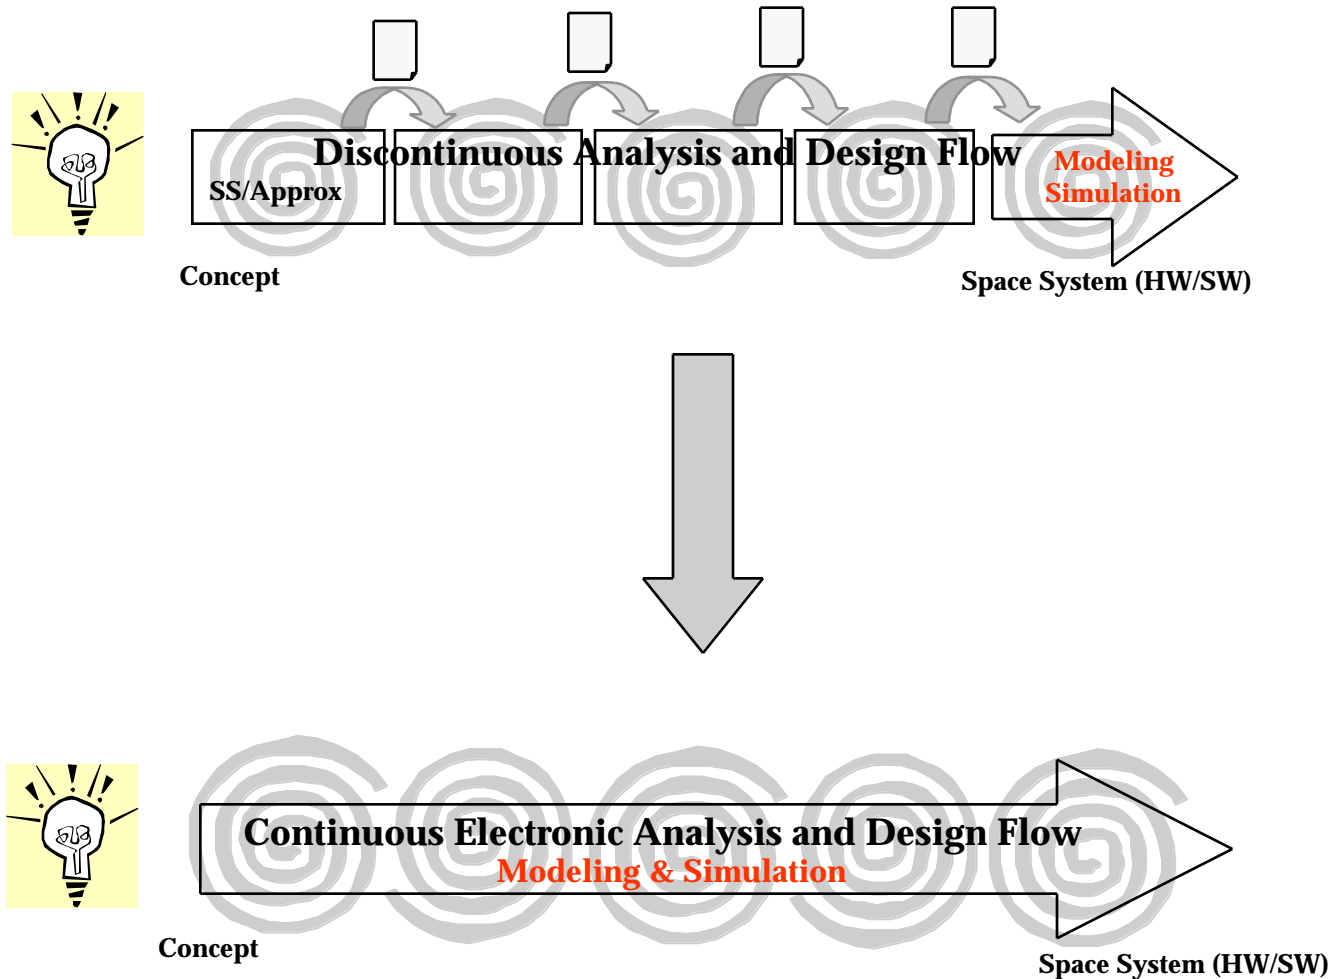 Discontinuous Analysis and Design Flow
SS/Approx
Modeling
Simulation
Concept
Space System (HW/SW)
Continuous Electronic Analysis and Design Flow
Modeling & Simulation
Concept
Space System (HW/SW)